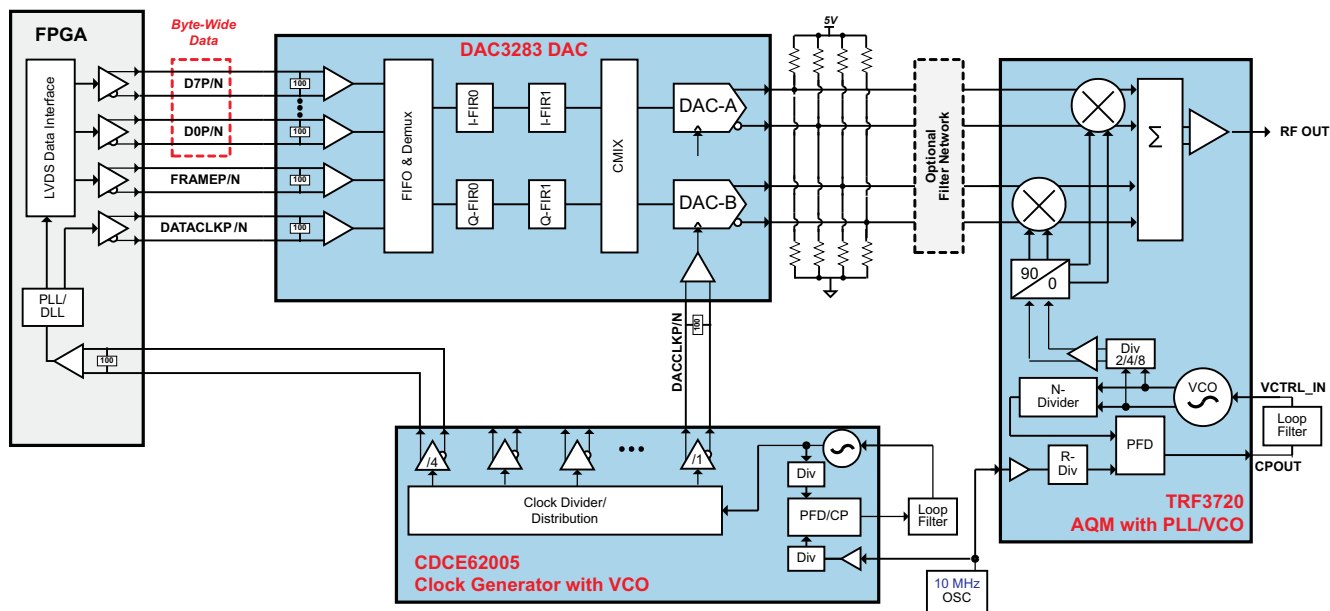 FPGA
LVDS Data Interface
PLL/
DLL
100
Byte-Wide
Data
D7P/N
D0P/N
FRAMEP/N
DATACLKP/N
DAC3283 DAC
100
100
100
100
FIFO & Demux
I-FIR0
I-FIR1
Q-FIR0
Q-FIR1
CMIX
DAC-A
DAC-B
DACCLKP/N
100
5V
Optional
Filter Network
Σ
RF OUT
90
0
Div
2/4/8
N-
Divider
VCO
VCTRL_IN
Loop
Filter
CPOUT
PFD
R-
Div
TRF3720
AQM with PLL/VCO
/4
/1
Clock Divider/
Distribution
Div
PFD/CP
Div
Loop
Filter
CDCE62005
Clock Generator with VCO
10 MHz
OSC